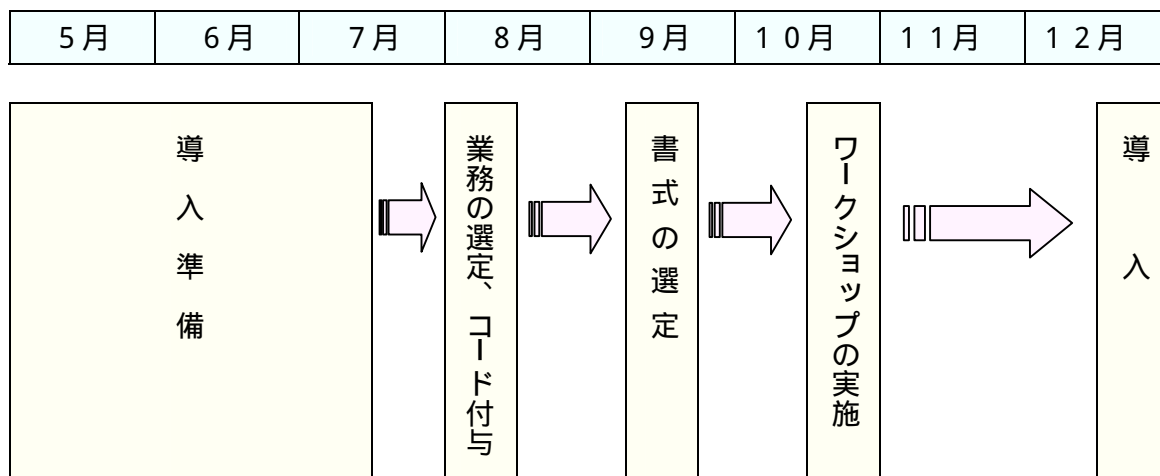 5月
6月
7月
8月
9月
10月
11月
12月
導入準備
業務の選定、コード付与
書式の選定
ワークショップの実施
導入